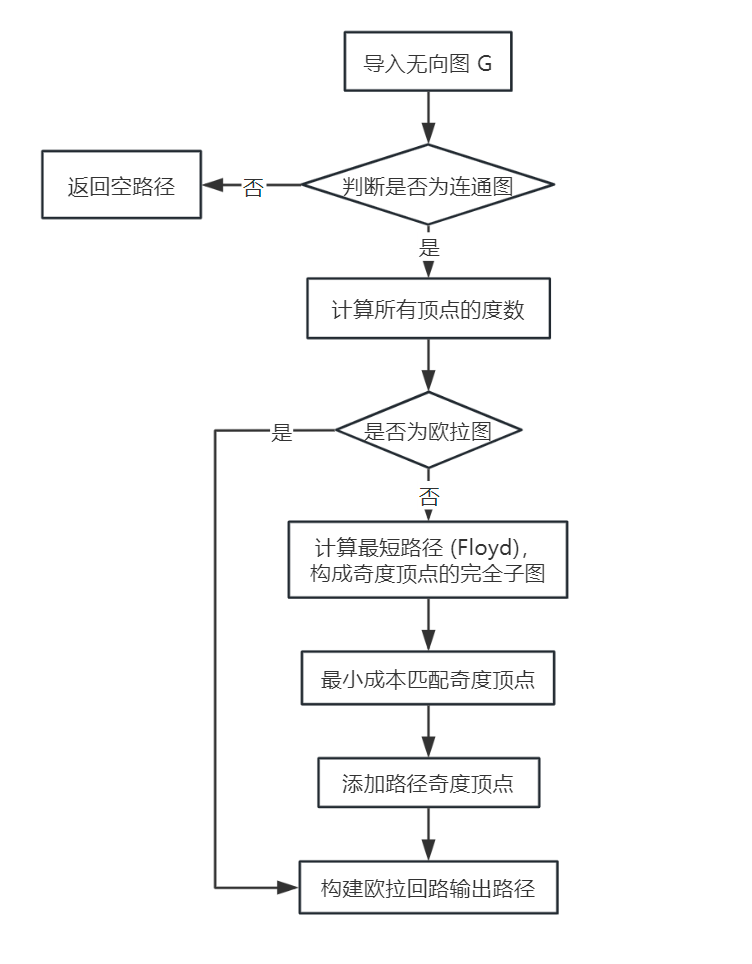 导入无向图 G
判断是否为连通图
否
返回空路径
是
计算所有顶点的度数
是否为欧拉图
是
否
计算最短路径 (Floyd)，
构成奇度顶点的完全子图
最小成本匹配奇度顶点
添加路径奇度顶点
构建欧拉回路输出路径